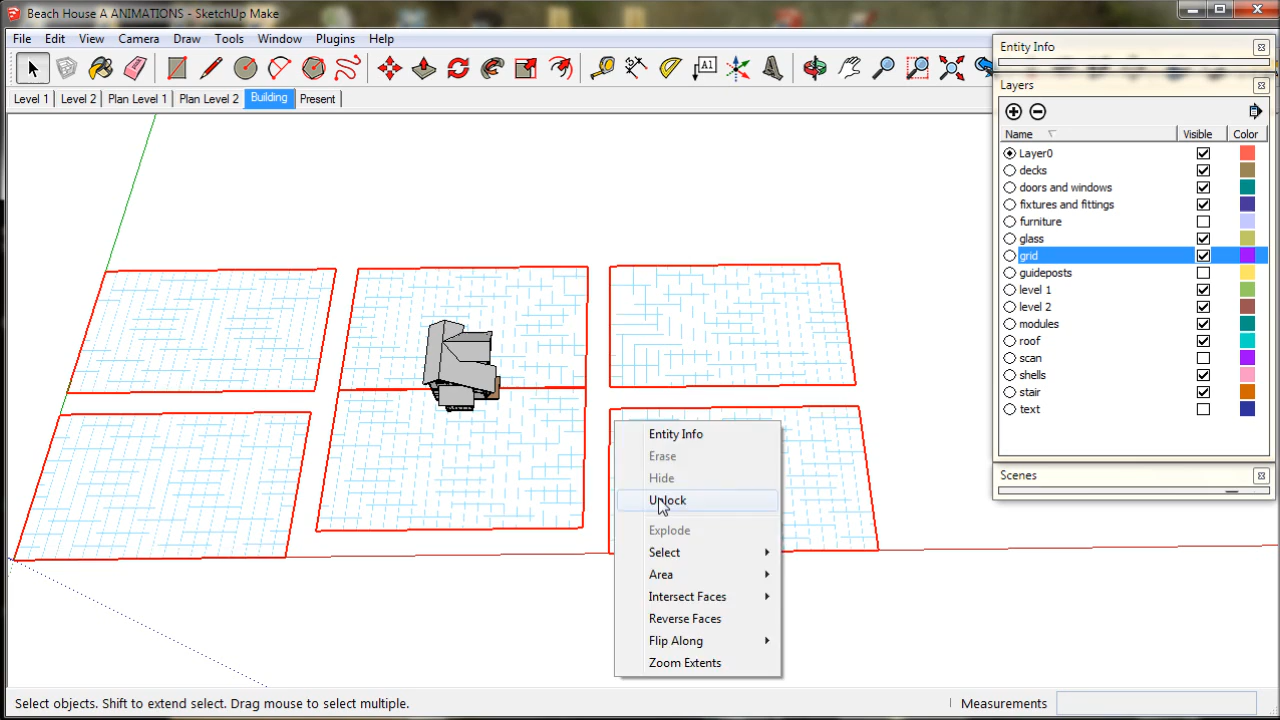 Beach House A ANIMATIONS - SketchUp Make
File Edit View Camera Draw Tools Window Plugins Help
A1
Level 1 Level 2 Plan Level 1 Plan Level 2 Building Present
Entity Info
Layers
Name Visible Color
Layer0
decks
doors and windows
fixtures and fittings
furniture
glass
grid
guideposts
level 1
level 2
modules
roof
scan
shells
stair
text
Scenes
Entity Info
Erase
Hide
Unlock
Explode
Select
Area
Intersect Faces
Reverse Faces
Flip Along
Zoom Extents
Select objects. Shift to extend select. Drag mouse to select multiple.
Measurements